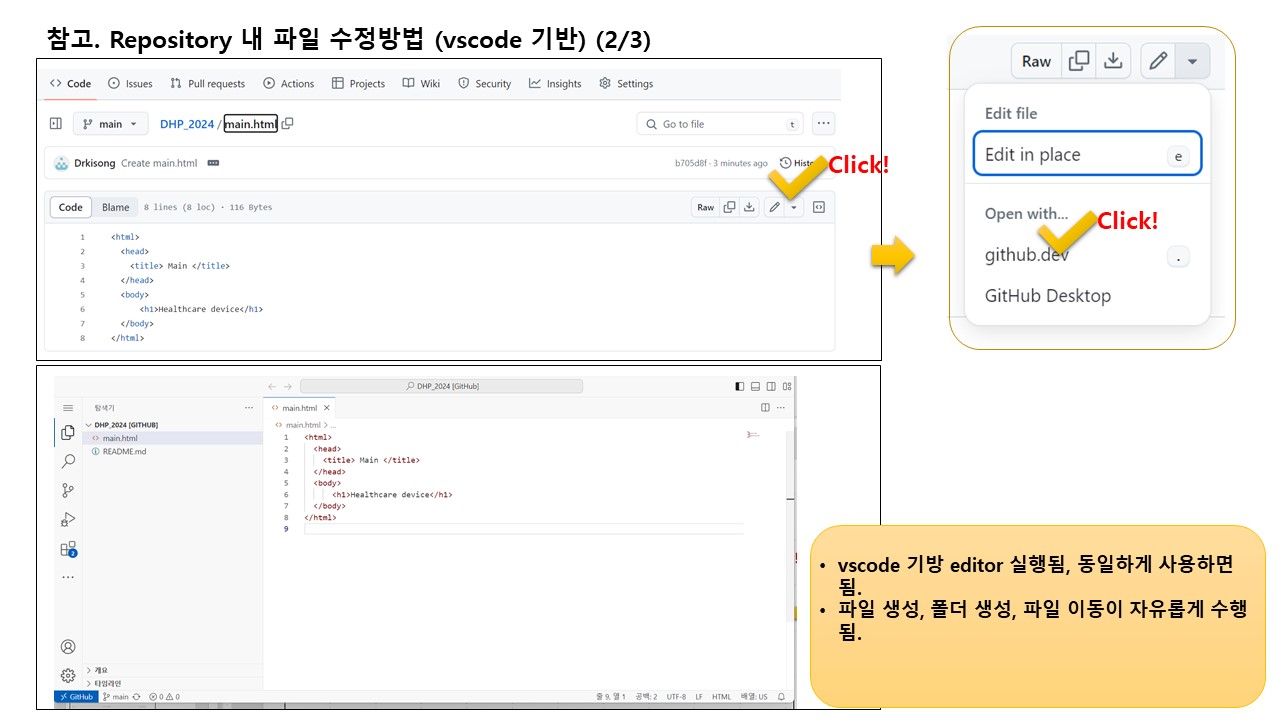 참고. Repository 내 파일 수정방법 (vscode 기반) (2/3)
Code Issues Pull requests Actions Projects Wiki Security Insights Settings
main DHP_2024 / main.html Go to file t
Drkisong Create main.html b705d8f · 3 minutes ago
Click!
Code Blame 8 lines (8 loc) · 116 Bytes Raw
1 <html>
2 <head>
3 <title> Main </title>
4 </head>
5 <body>
6 <h1>Healthcare device</h1>
7 </body>
8 </html>
Raw
Edit file
Edit in place e
Open with...
Click!
github.dev .
GitHub Desktop
DHP_2024 [GitHub]
탐색기
main.html
DHP_2024 [GITHUB]
main.html
README.md
main.html > ...
1 <html>
2 <head>
3 <title> Main </title>
4 </head>
5 <body>
6 <h1>Healthcare device</h1>
7 </body>
8 </html>
9
2
개요
타임라인
GitHub main 0 0 줄 9, 열 1 공백: 2 UTF-8 LF HTML 배열: US
• vscode 기방 editor 실행됨, 동일하게 사용하면
됨.
• 파일 생성, 폴더 생성, 파일 이동이 자유롭게 수행
됨.